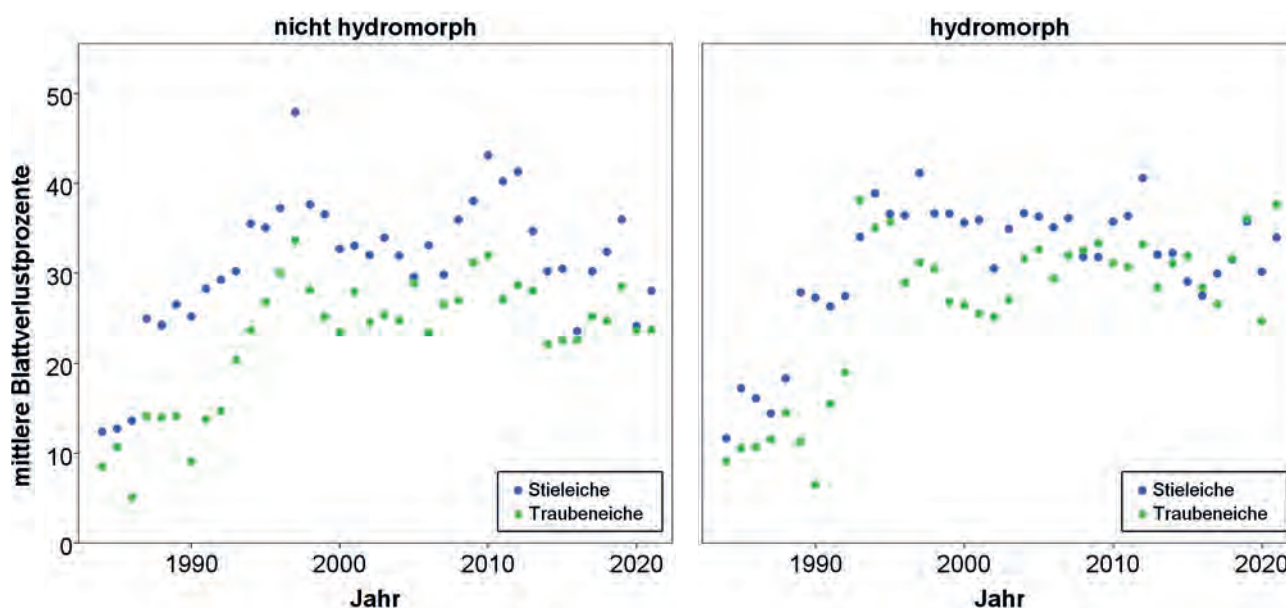 nicht hydromorph
hydromorph
mittlere Blattverlustprozente
50
40
30
20
10
0
Stieleiche
Traubeneiche
Stieleiche
Traubeneiche
1990 2000 2010 2020
1990 2000 2010 2020
Jahr
Jahr